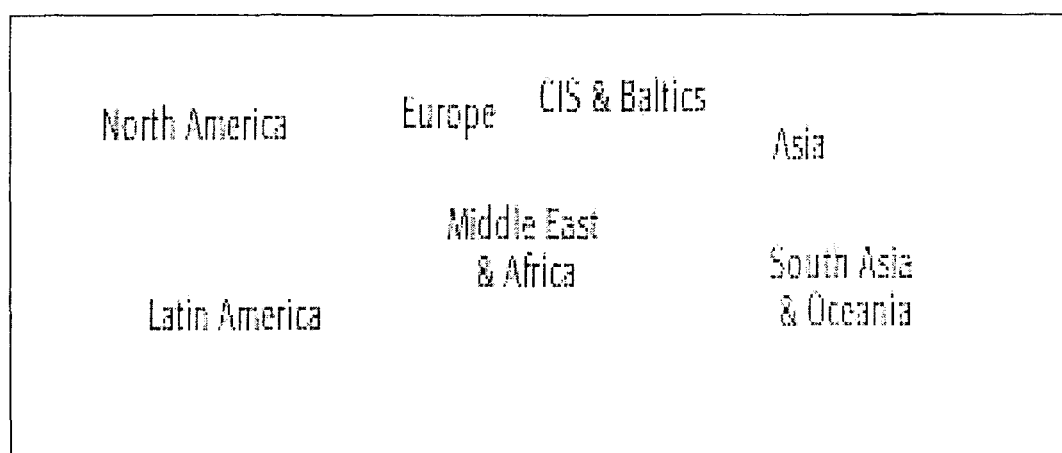 North America
Europe
CIS & Baltics
Asia
Middle East
& Africa
South Asia
& Oceania
Latin America